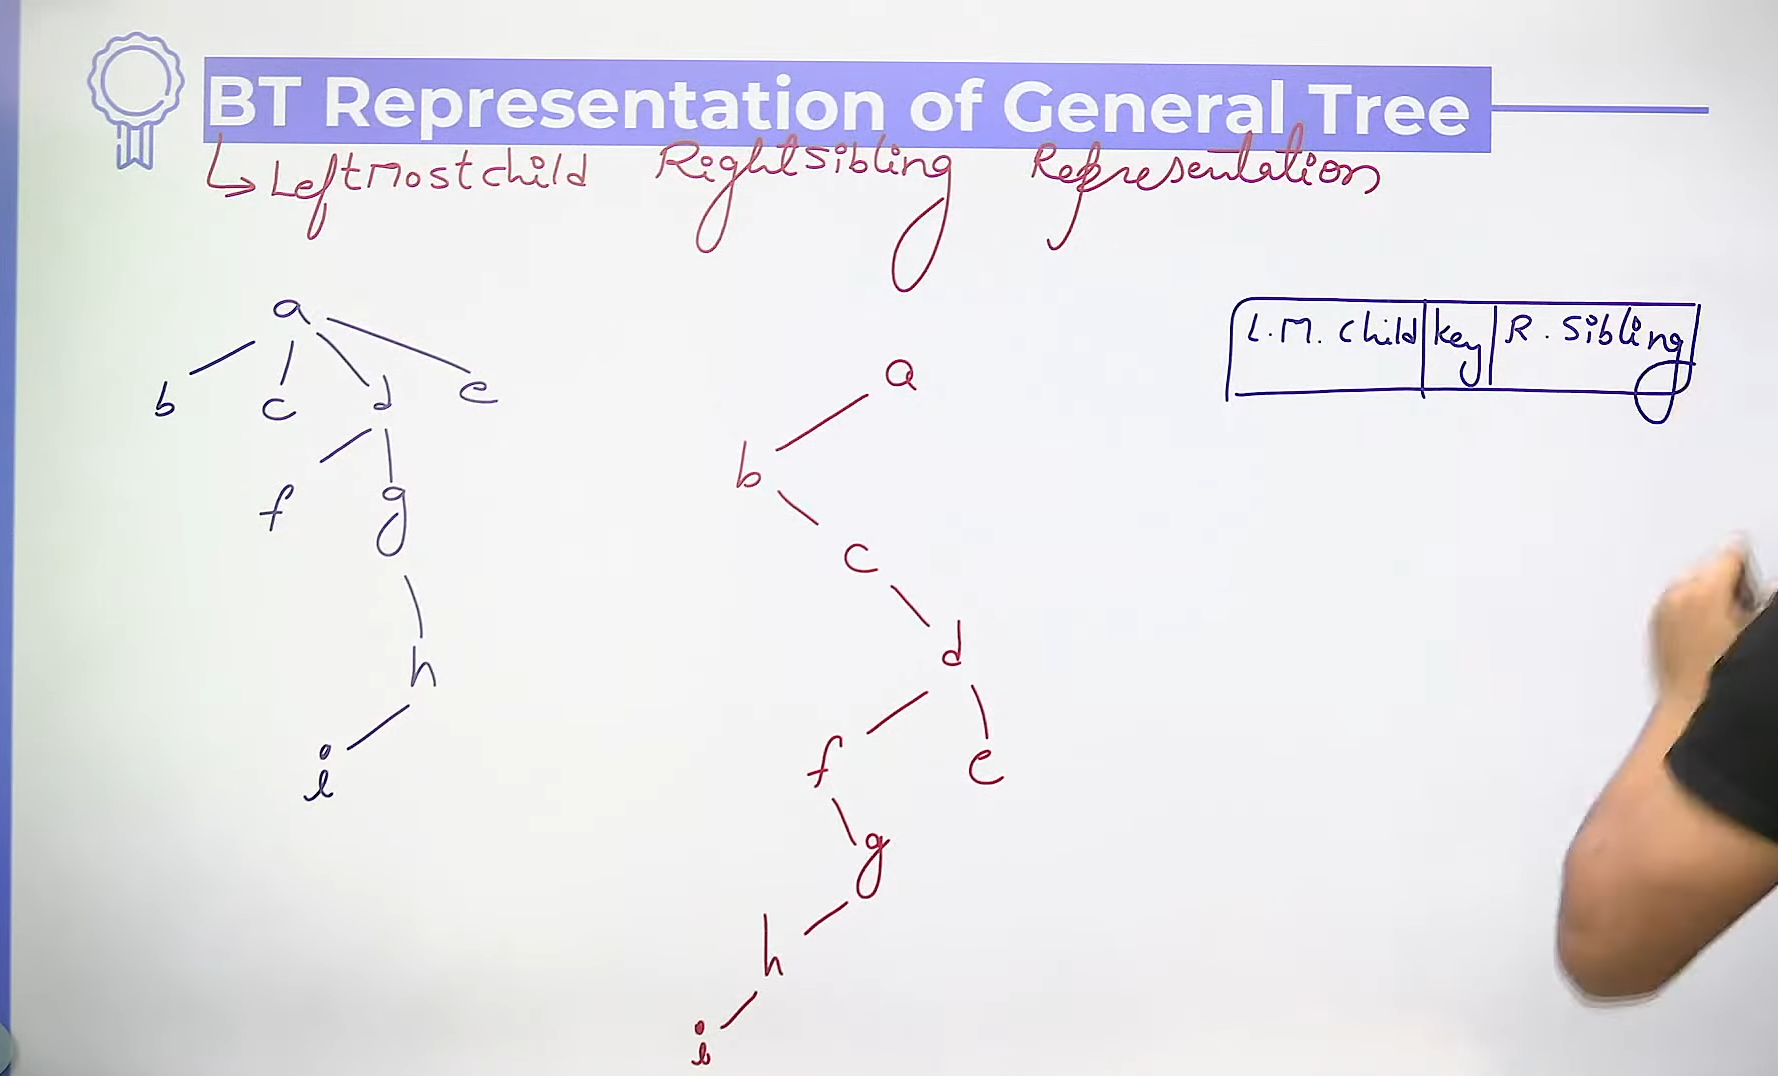 BT Representation of General Tree
↳ LeftMostchild RightSibling Representation
a
b c d e
f g
h
i
a
b
c
d
f e
g
h
i
L.M. Child key R. Sibling